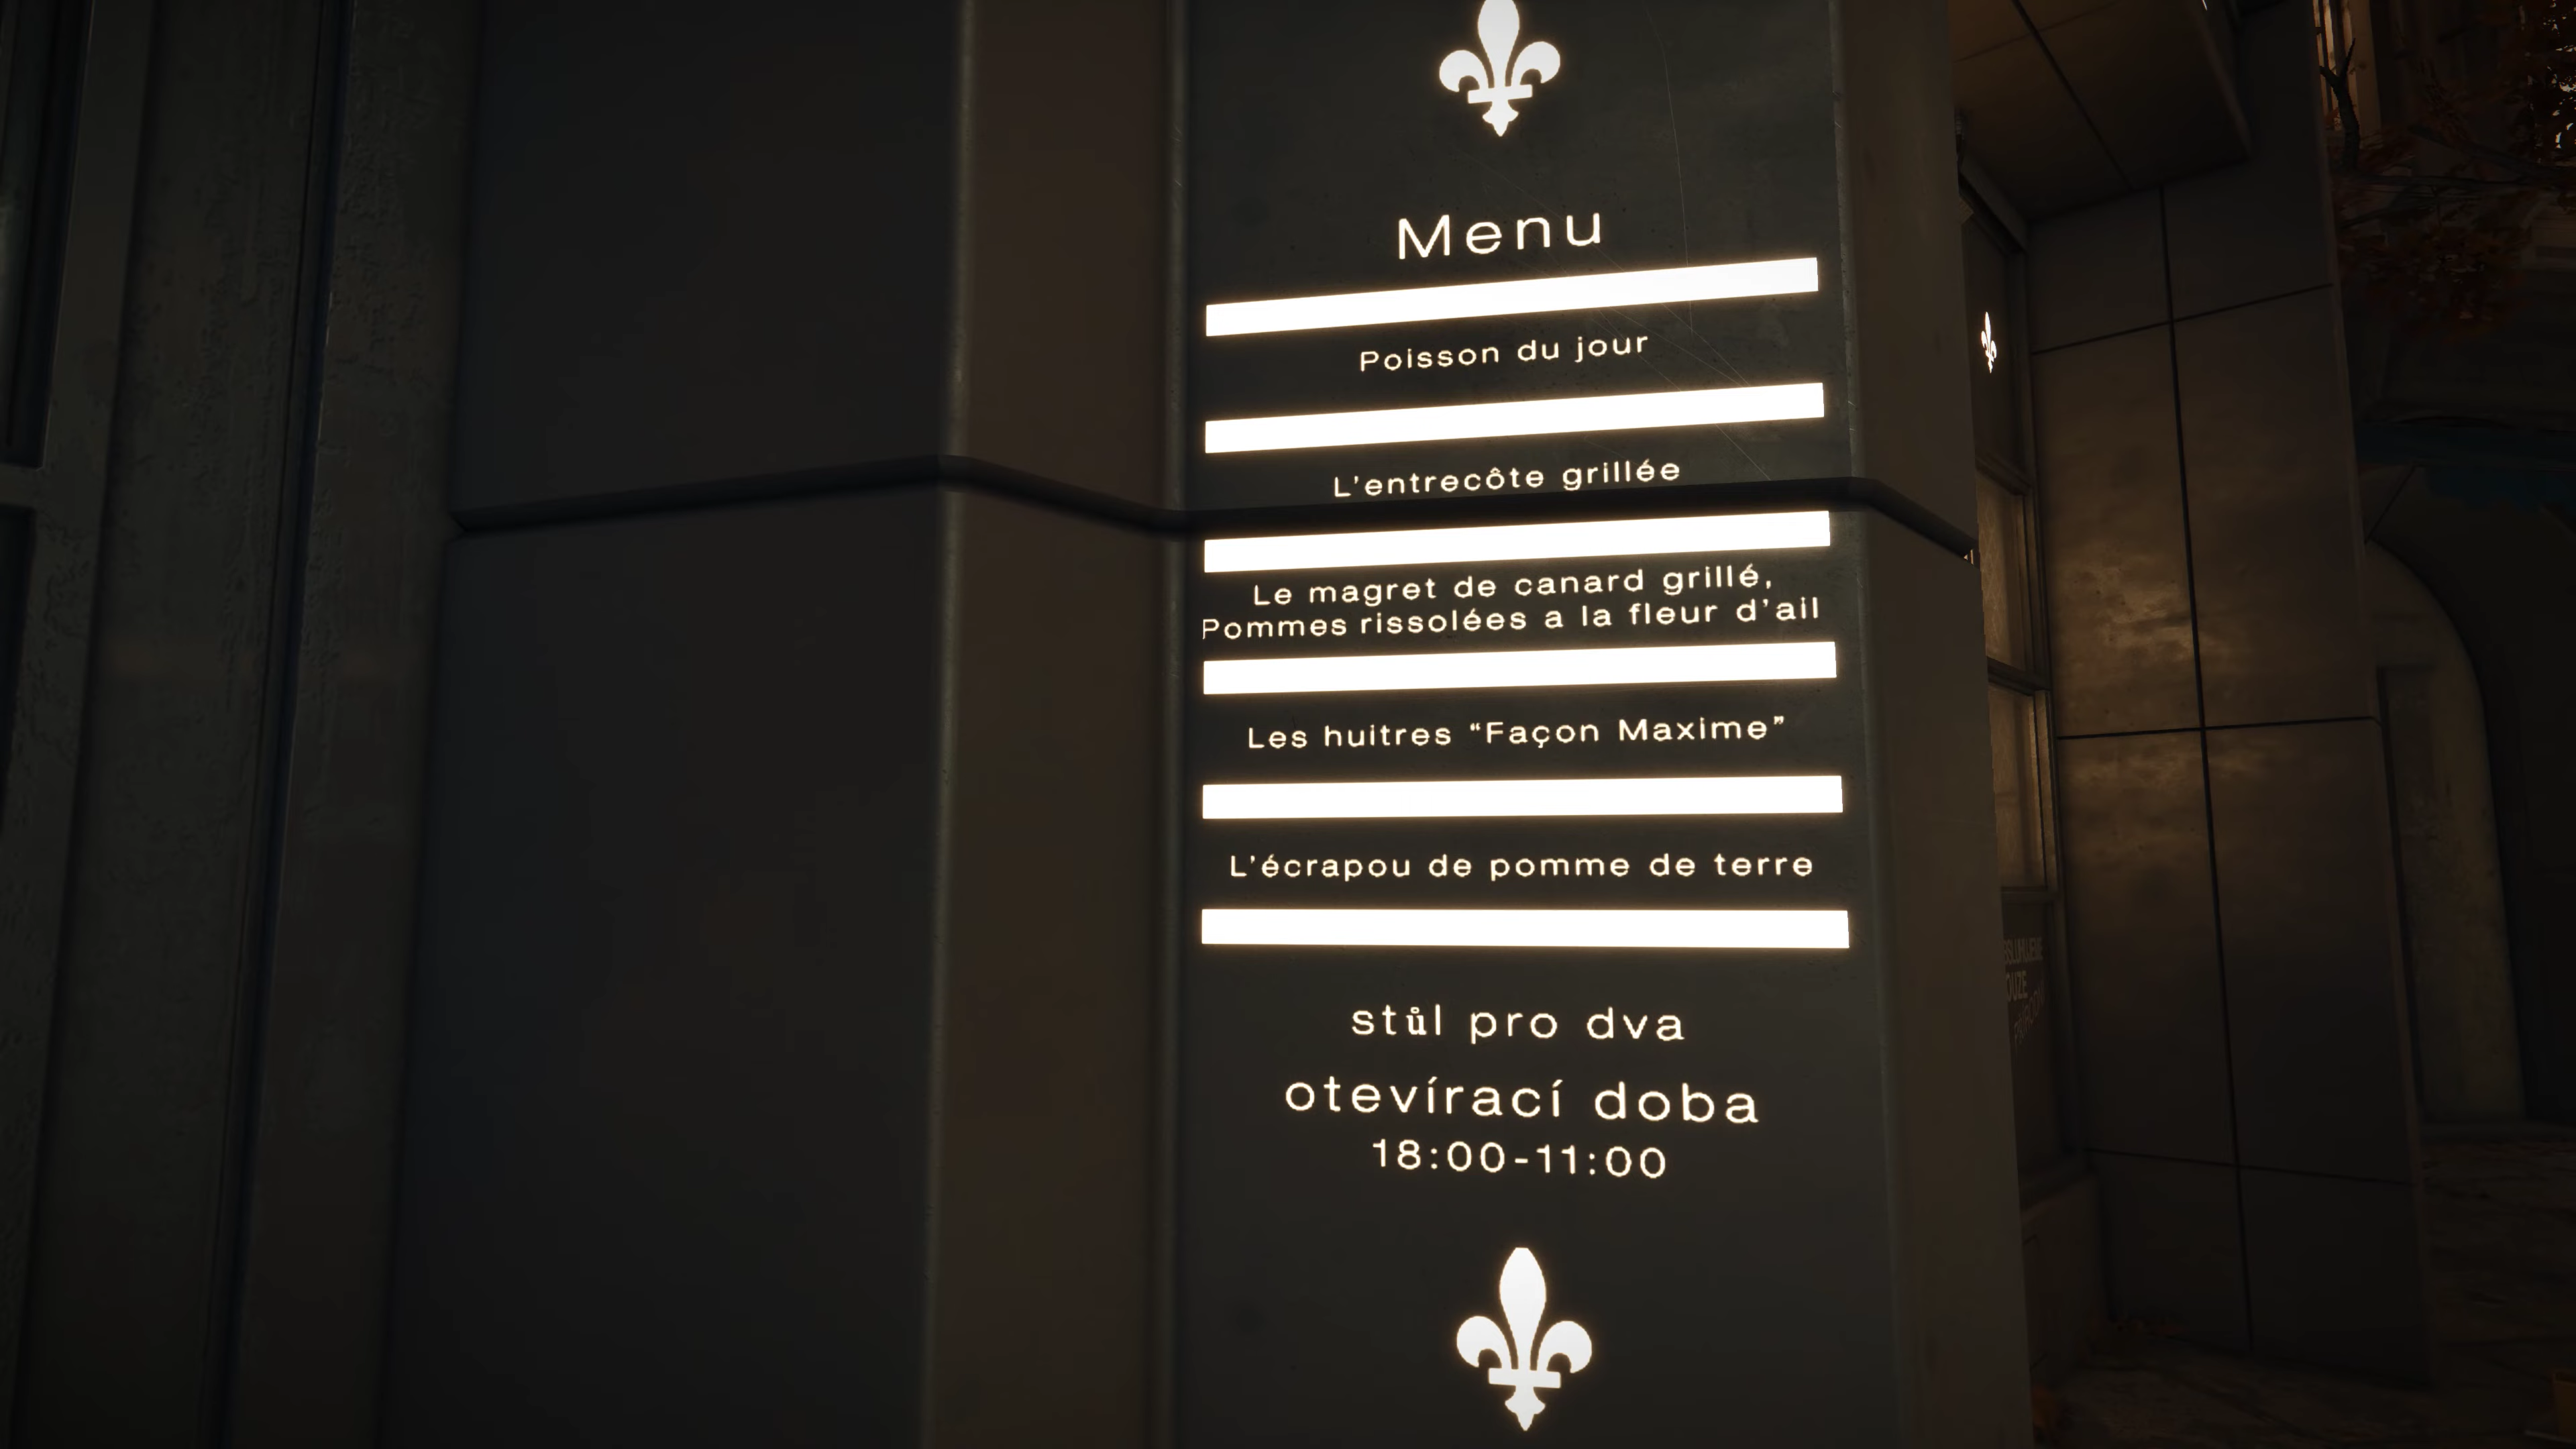 Menu
Poisson du jour
L'entrecôte grillée
Le magret de canard grillé,
Pommes rissolées a la fleur d'ail
Les huitres “Façon Maxime”
L'écrapou de pomme de terre
stůl pro dva
otevírací doba
18:00-11:00